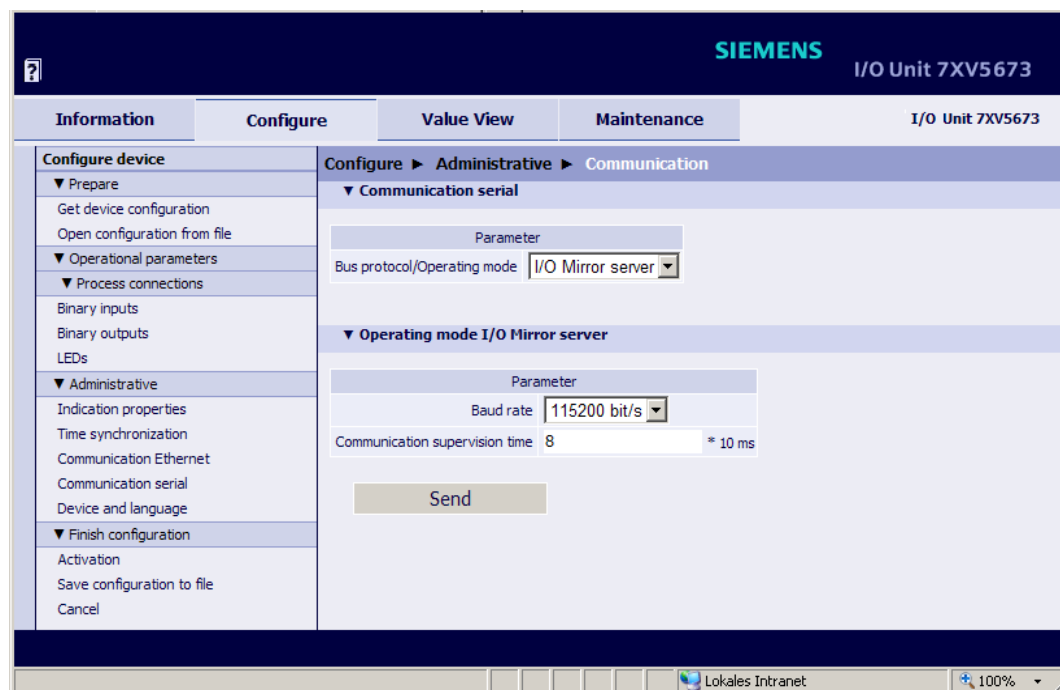 ?
SIEMENS
I/O Unit 7XV5673
Information
Configure
Value View
Maintenance
I/O Unit 7XV5673
Configure device
▼ Prepare
Get device configuration
Open configuration from file
▼ Operational parameters
▼ Process connections
Binary inputs
Binary outputs
LEDs
▼ Administrative
Indication properties
Time synchronization
Communication Ethernet
Communication serial
Device and language
▼ Finish configuration
Activation
Save configuration to file
Cancel
Configure ► Administrative ► Communication
▼ Communication serial
Parameter
Bus protocol/Operating mode I/O Mirror server
▼ Operating mode I/O Mirror server
Parameter
Baud rate 115200 bit/s
Communication supervision time 8 * 10 ms
Send
Lokales Intranet
100%